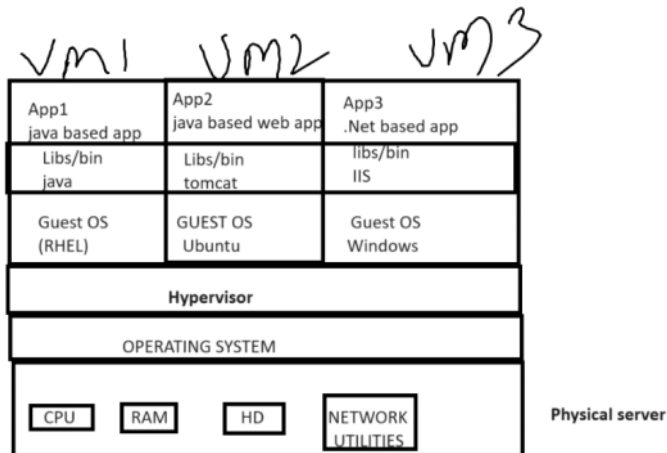 VM1 VM2 VM3
App1
java based app
App2
java based web app
App3
.Net based app
Libs/bin
java
Libs/bin
tomcat
libs/bin
IIS
Guest OS
(RHEL)
GUEST OS
Ubuntu
Guest OS
Windows
Hypervisor
OPERATING SYSTEM
CPU
RAM
HD
NETWORK
UTILITIES
Physical server